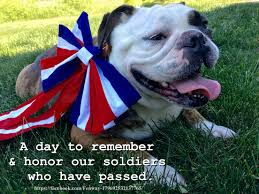 A day to remember
& honor our soldiers
who have passed.